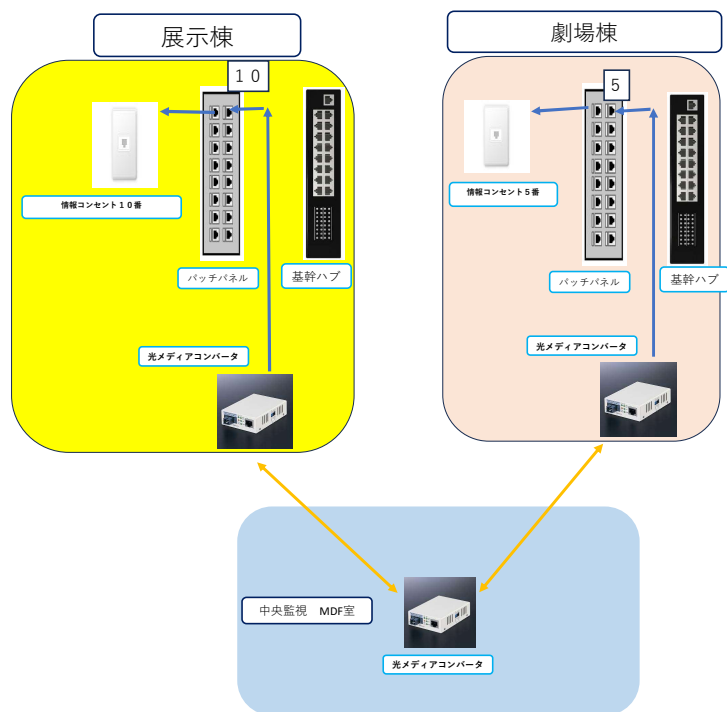 展示棟
劇場棟
１０
5
情報コンセント１０番
情報コンセント５番
パッチパネル
基幹ハブ
パッチパネル
基幹ハブ
光メディアコンバータ
光メディアコンバータ
中央監視　MDF室
光メディアコンバータ